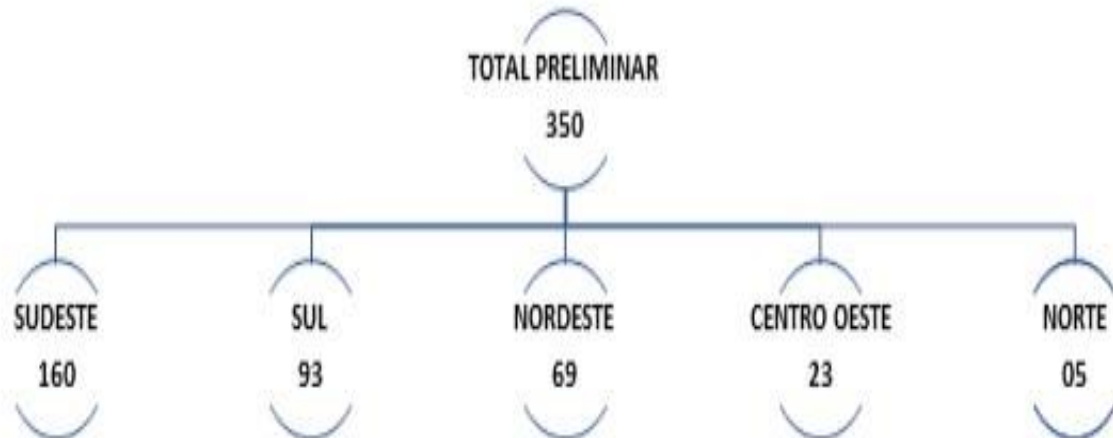 TOTAL PRELIMINAR
350
SUDESTE
160
SUL
93
NORDESTE
69
CENTRO OESTE
23
NORTE
05